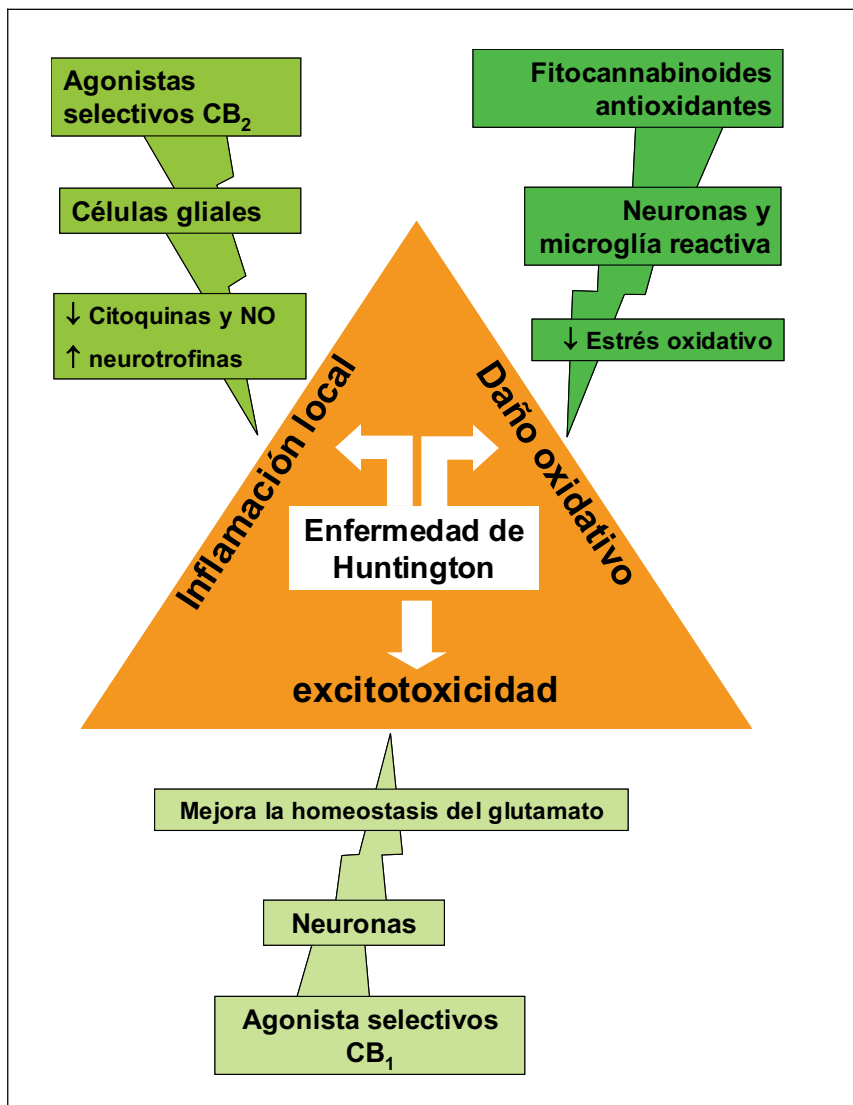 Agonistas
selectivos CB₂
Células gliales
↓ Citoquinas y NO
↑ neurotrofinas
Fitocannabinoides
antioxidantes
Neuronas y
microglía reactiva
↓ Estrés oxidativo
Inflamación local
Daño oxidativo
Enfermedad de
Huntington
excitotoxicidad
Mejora la homeostasis del glutamato
Neuronas
Agonista selectivos
CB₁